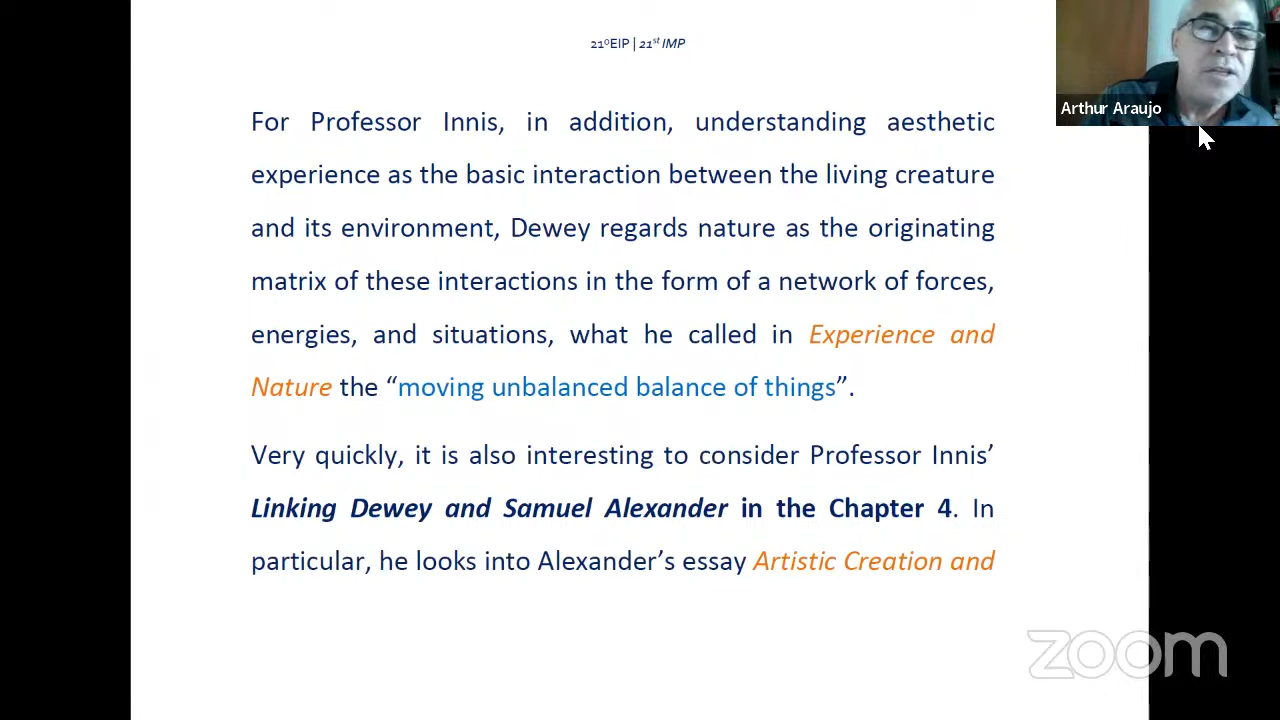 21ºEIP | 21st IMP
For Professor Innis, in addition, understanding aesthetic
experience as the basic interaction between the living creature
and its environment, Dewey regards nature as the originating
matrix of these interactions in the form of a network of forces,
energies, and situations, what he called in Experience and
Nature the “moving unbalanced balance of things”.
Very quickly, it is also interesting to consider Professor Innis’
Linking Dewey and Samuel Alexander in the Chapter 4. In
particular, he looks into Alexander’s essay Artistic Creation and
Arthur Araujo
zoom